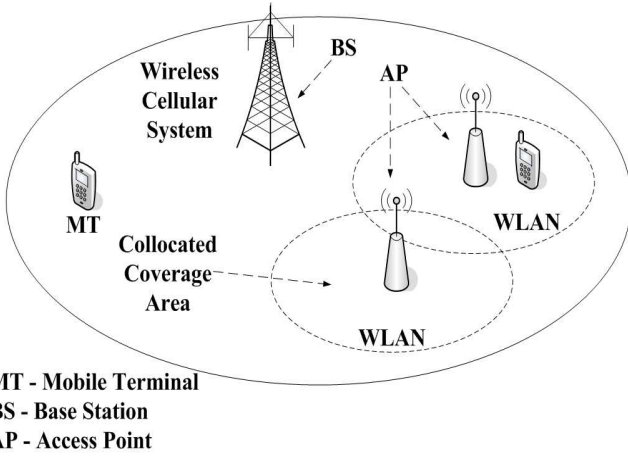 BS
Wireless
Cellular
System
AP
MT
WLAN
Collocated
Coverage
Area
WLAN
MT - Mobile Terminal
BS - Base Station
AP - Access Point